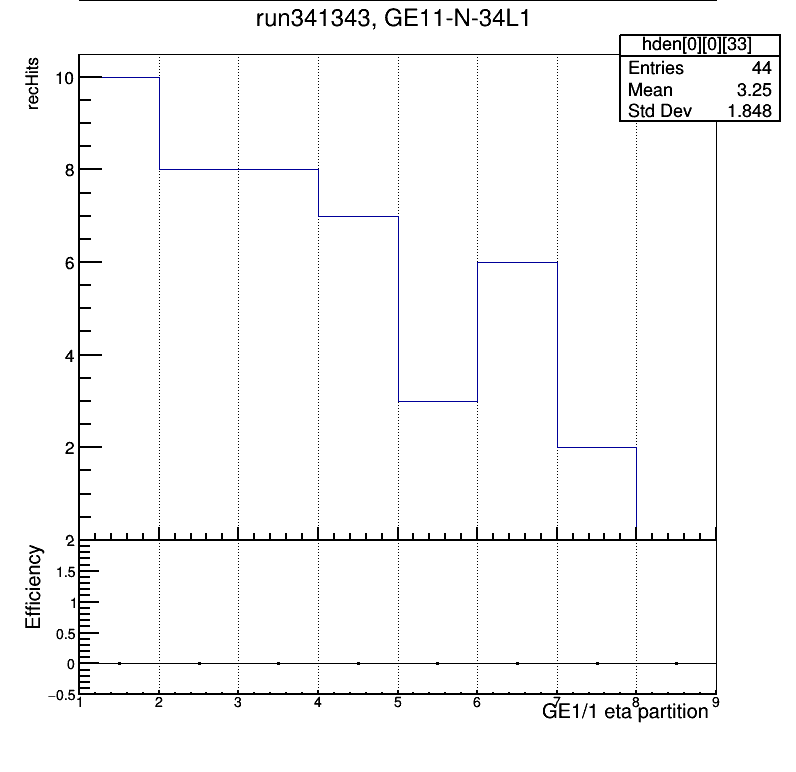 run341343, GE11-N-34L1
hden[0][0][33]
Entries 44
Mean 3.25
Std Dev 1.848
recHits
10
8
6
4
2
Efficiency
2
1.5
1
0.5
0
−0.5
1 2 3 4 5 6 7 8 9
GE1/1 eta partition